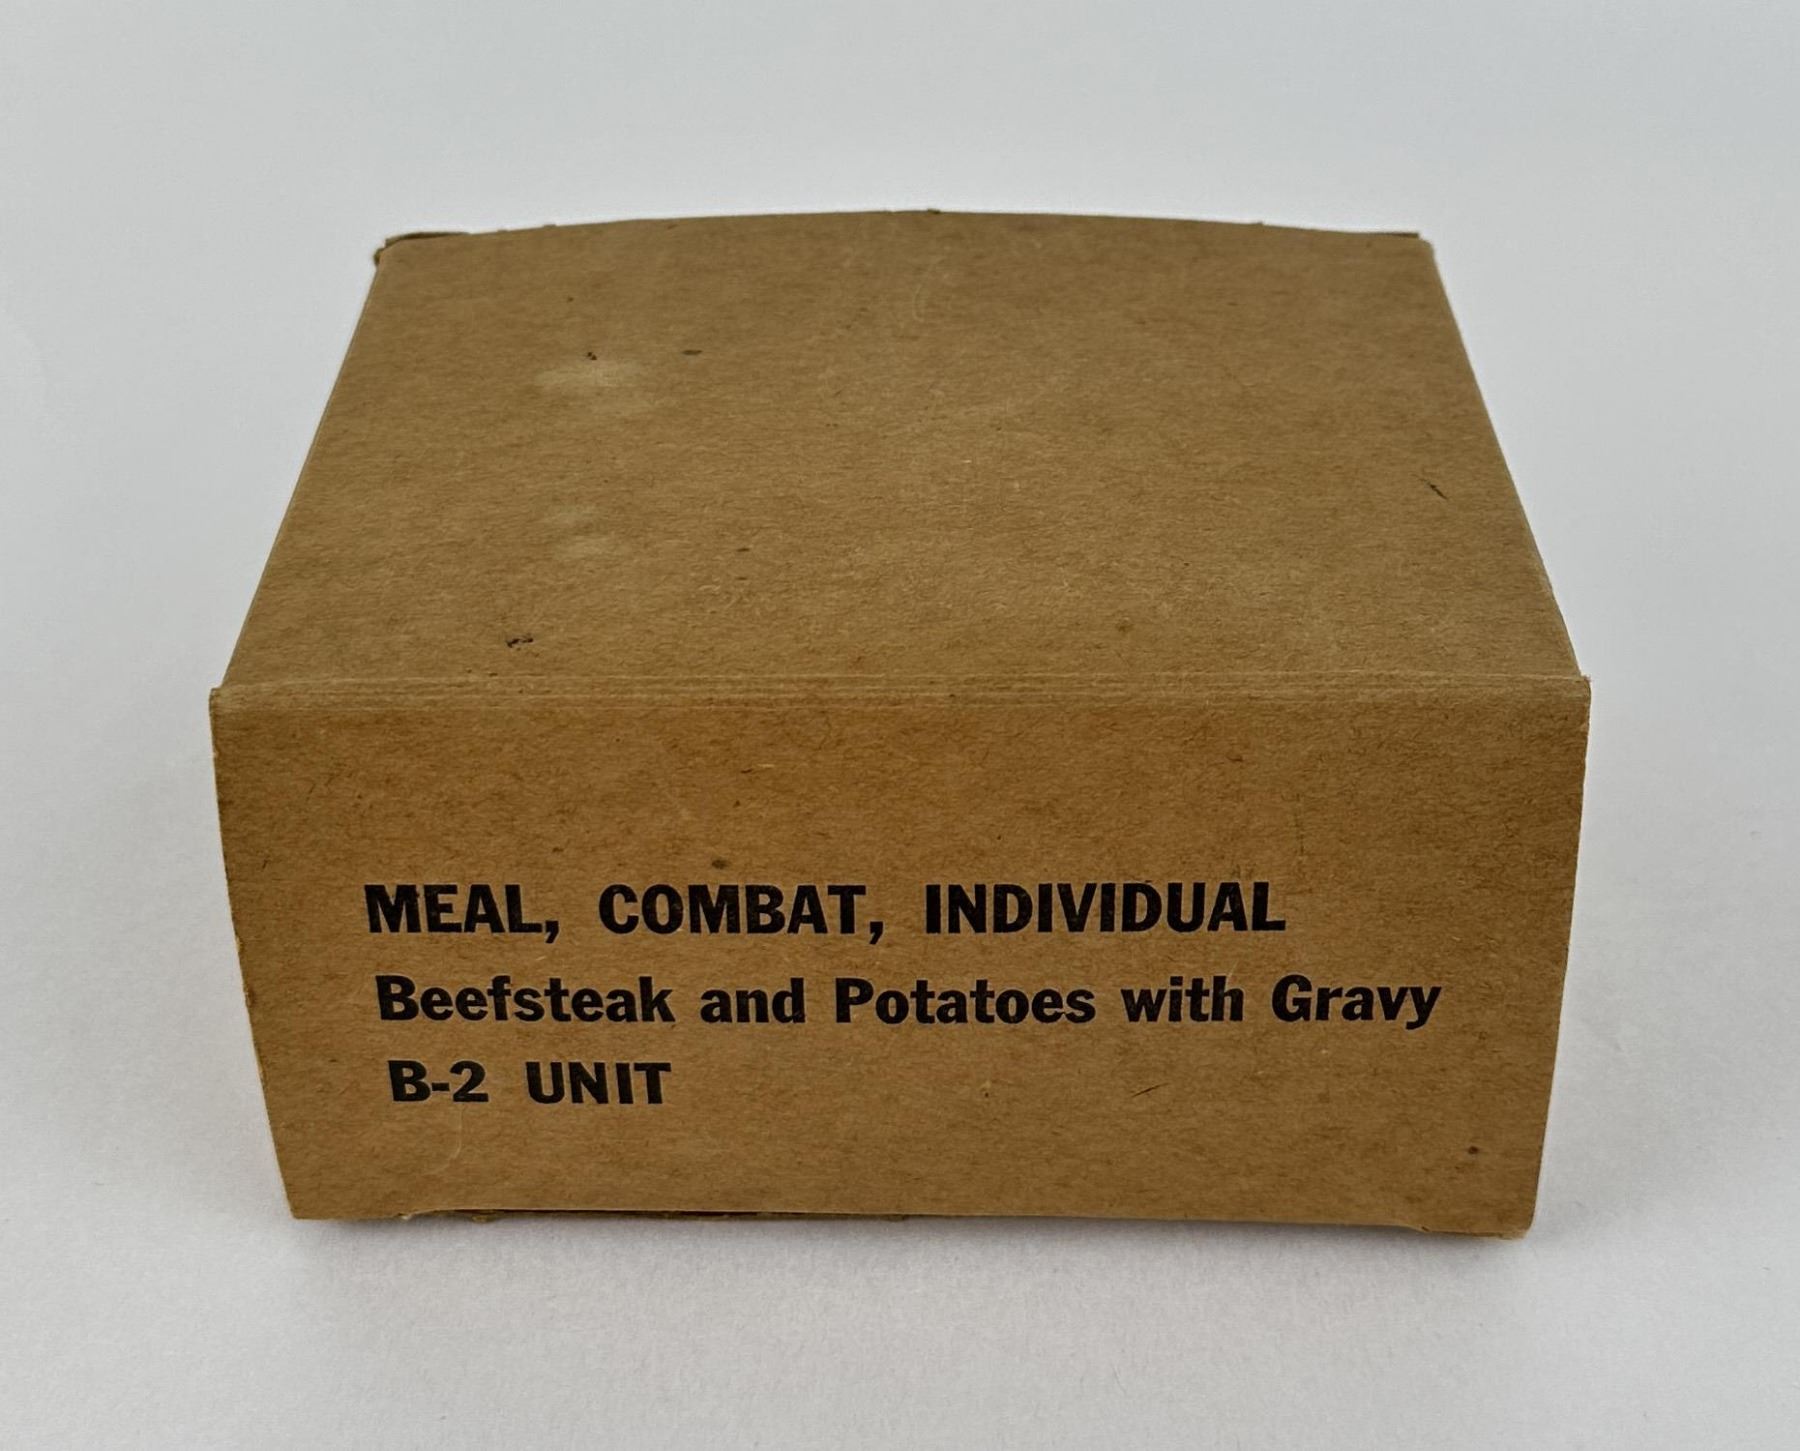 MEAL, COMBAT, INDIVIDUAL
Beefsteak and Potatoes with Gravy
B-2 UNIT